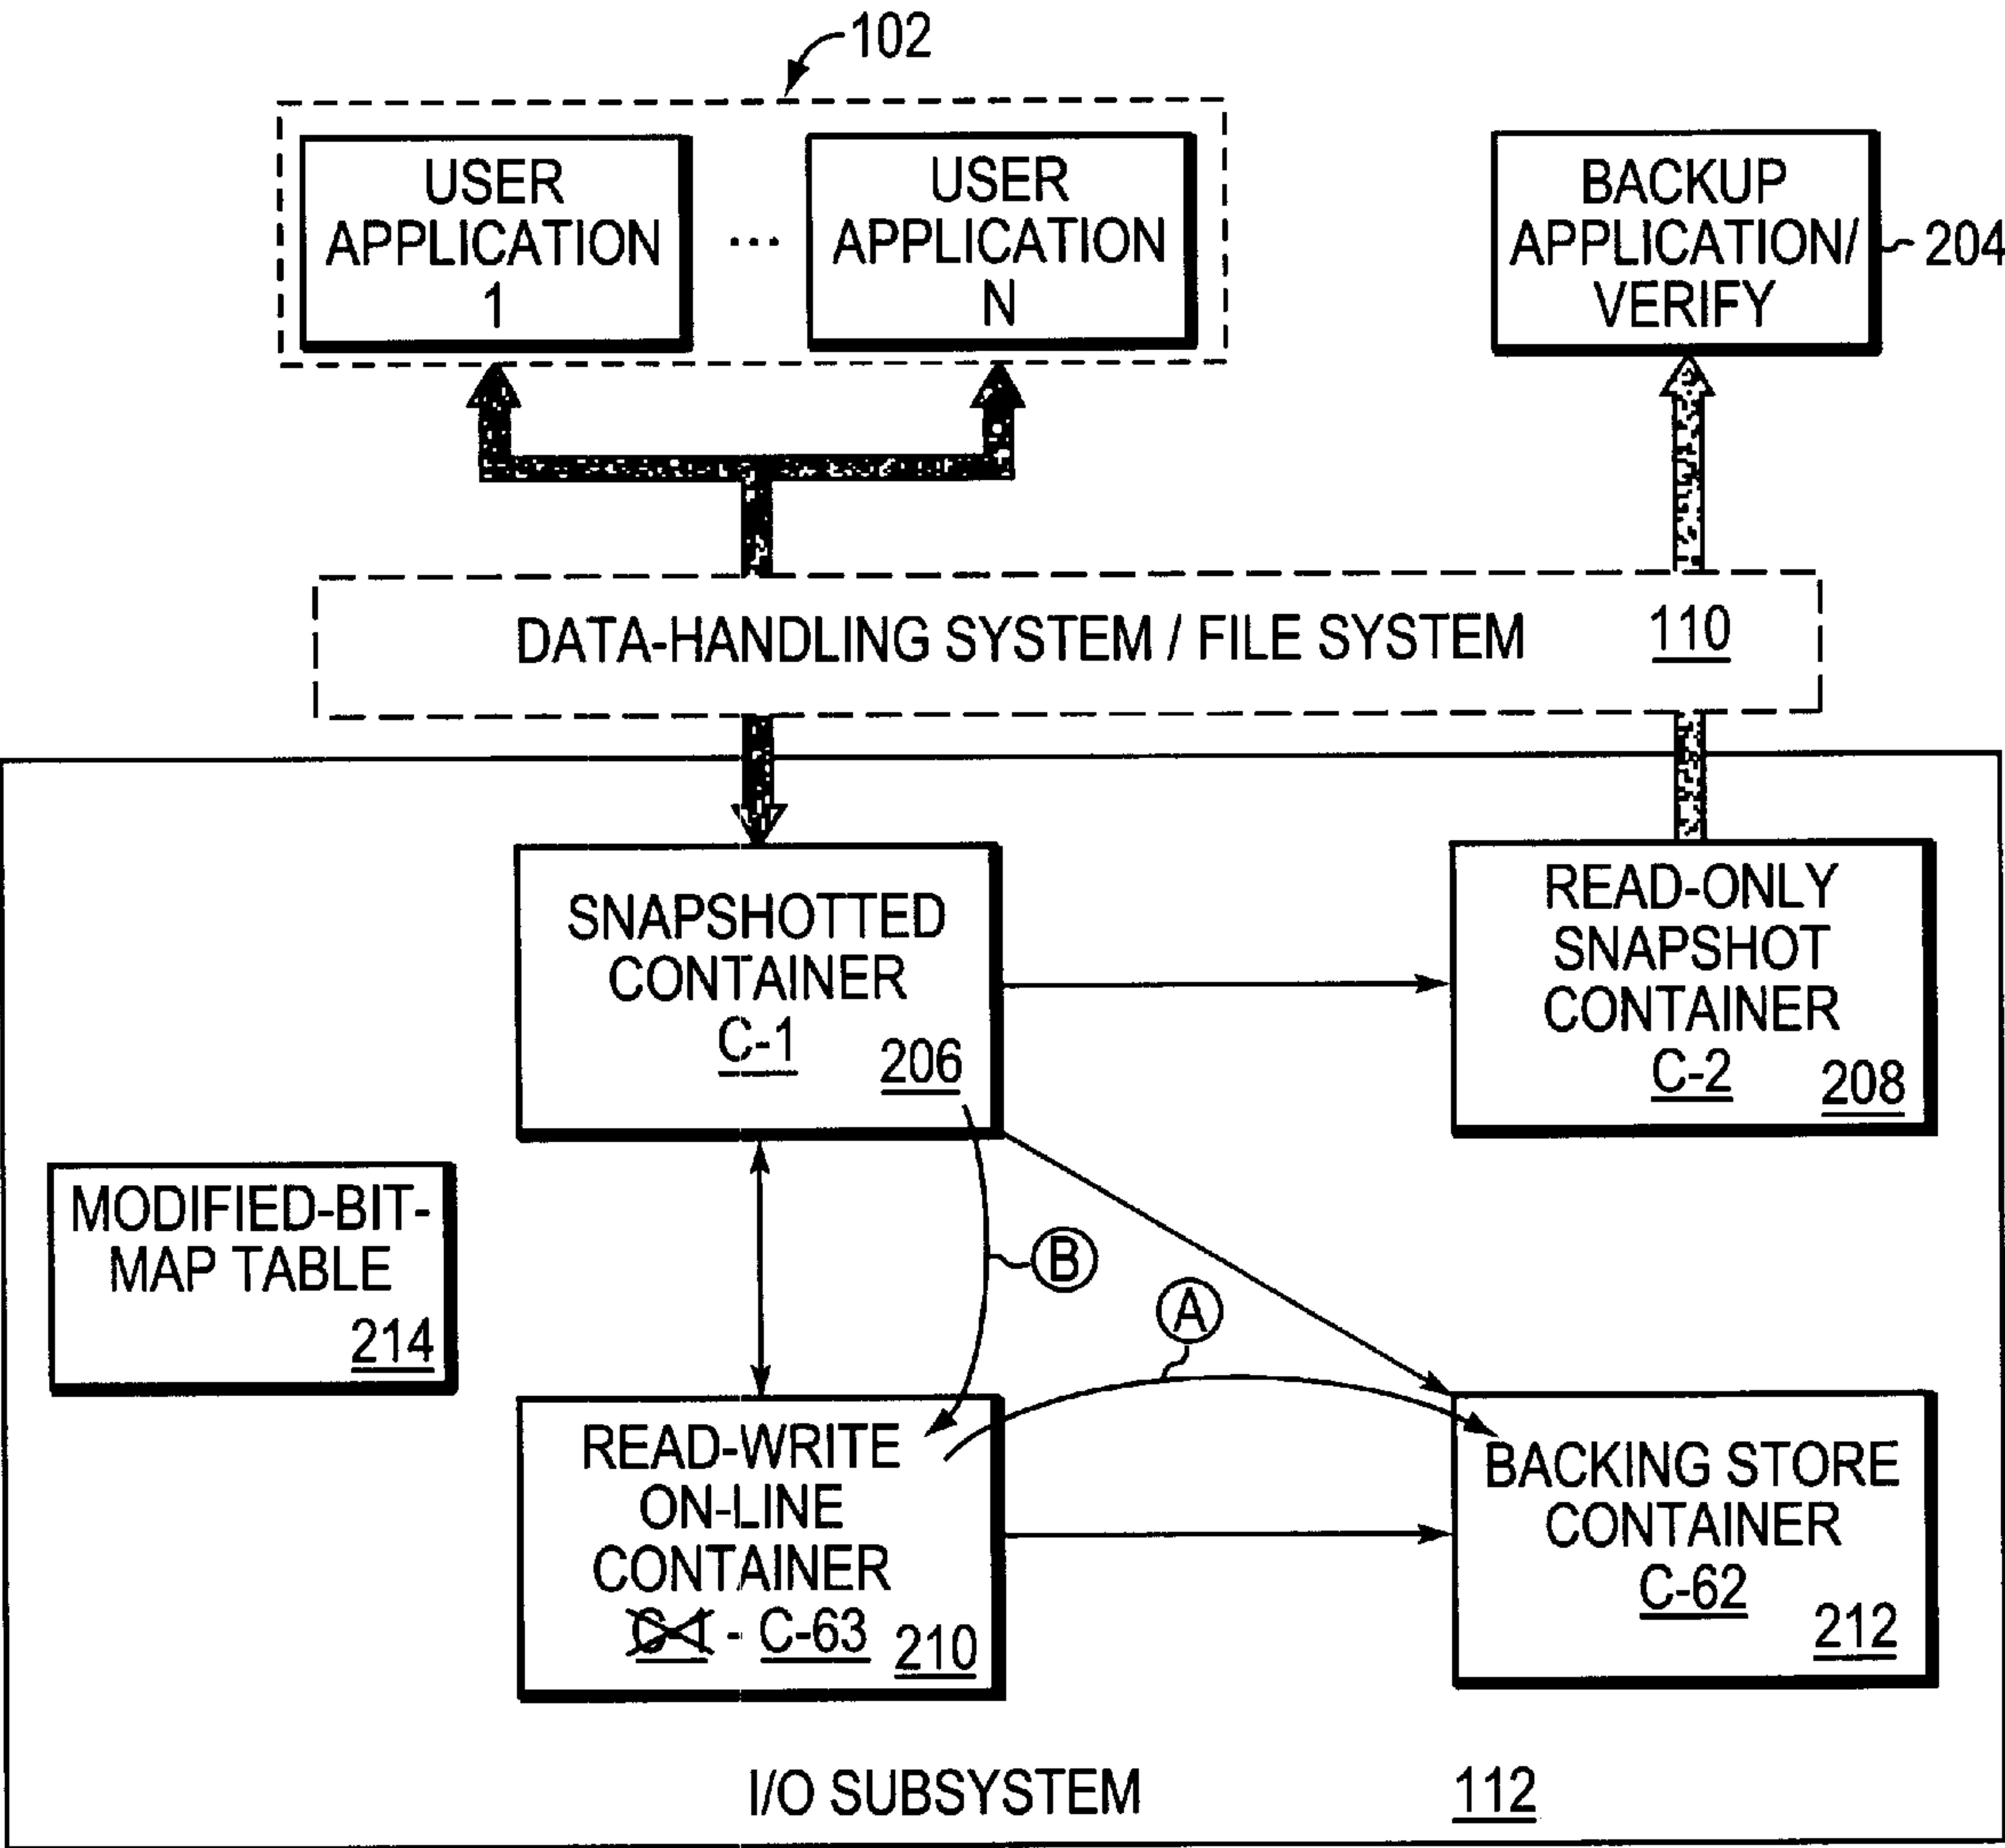 102
USER
APPLICATION
1
...
USER
APPLICATION
N
BACKUP
APPLICATION/
VERIFY
204
DATA-HANDLING SYSTEM / FILE SYSTEM 110
SNAPSHOTTED
CONTAINER
C-1
206
READ-ONLY
SNAPSHOT
CONTAINER
C-2
208
MODIFIED-BIT-
MAP TABLE
214
B
A
READ-WRITE
ON-LINE
CONTAINER
C-1 - C-63
210
BACKING STORE
CONTAINER
C-62
212
I/O SUBSYSTEM 112